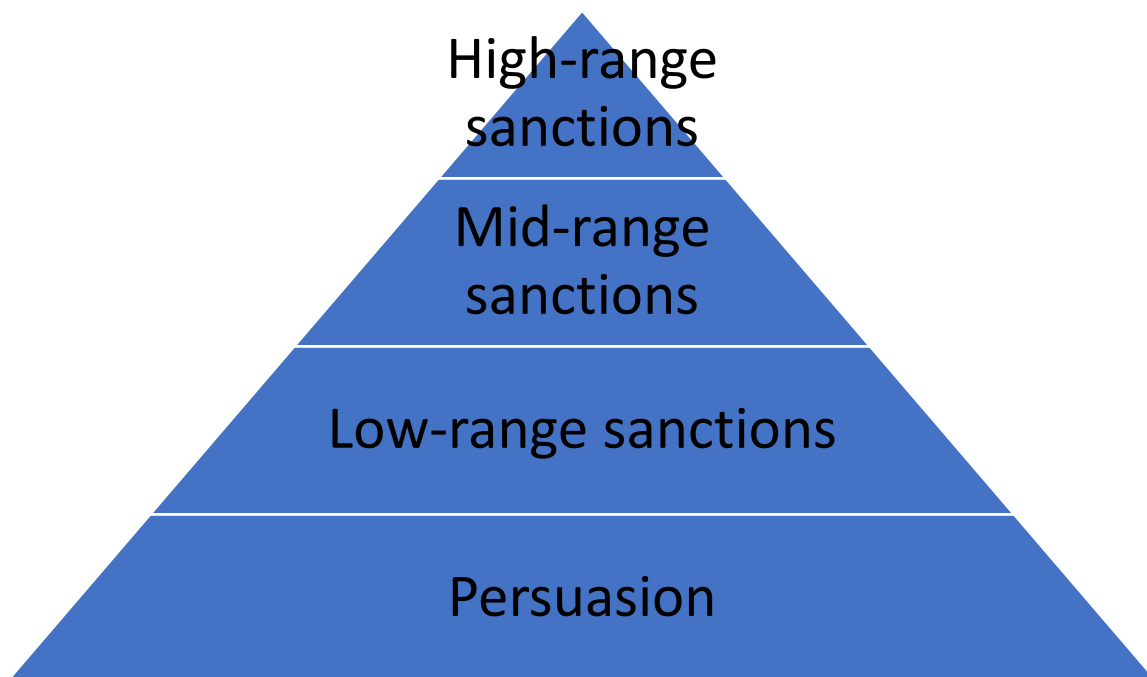 High-range
sanctions
Mid-range
sanctions
Low-range sanctions
Persuasion